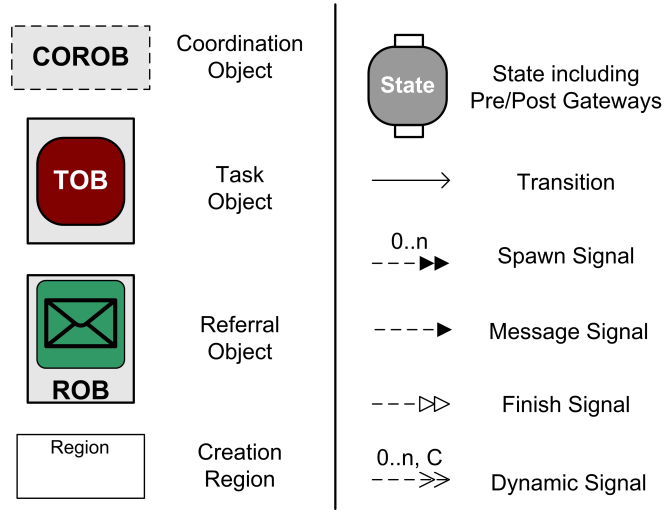 COROB
Coordination
Object
TOB
Task
Object
ROB
Referral
Object
Region
Creation
Region
State
State including
Pre/Post Gateways
Transition
0..n
Spawn Signal
Message Signal
Finish Signal
0..n, C
Dynamic Signal